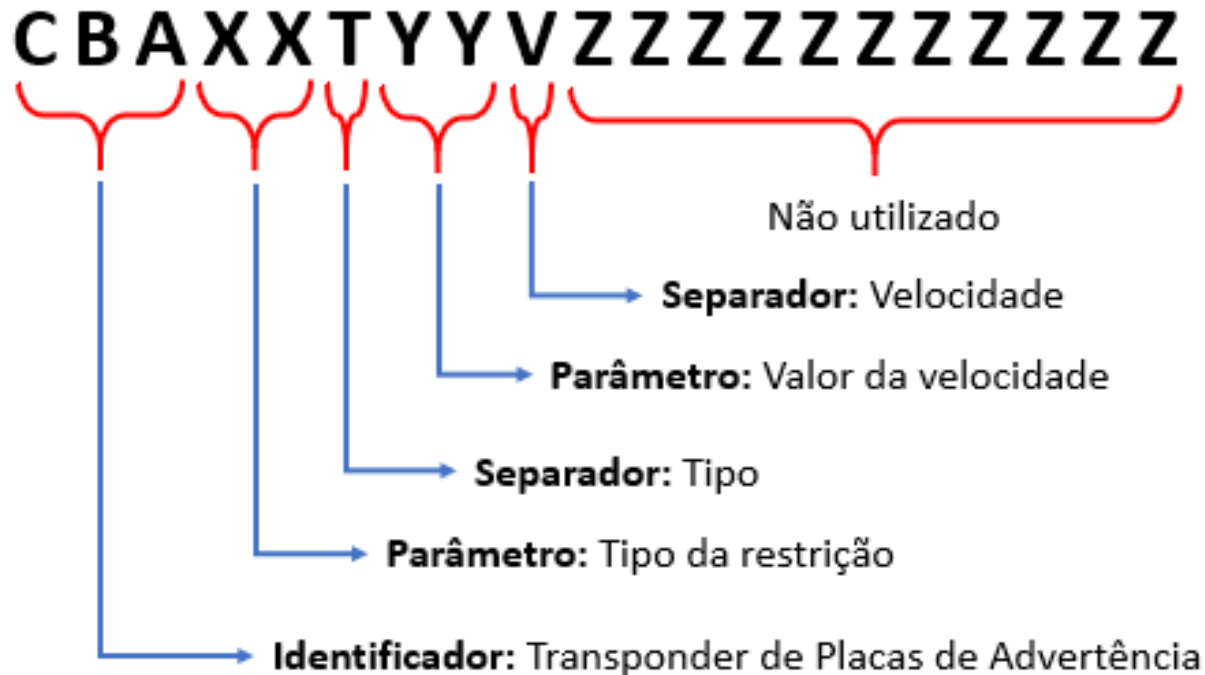 C B A X X T Y Y V Z Z Z Z Z Z Z Z Z Z Z
Não utilizado
Separador: Velocidade
Parâmetro: Valor da velocidade
Separador: Tipo
Parâmetro: Tipo da restrição
Identificador: Transponder de Placas de Advertência